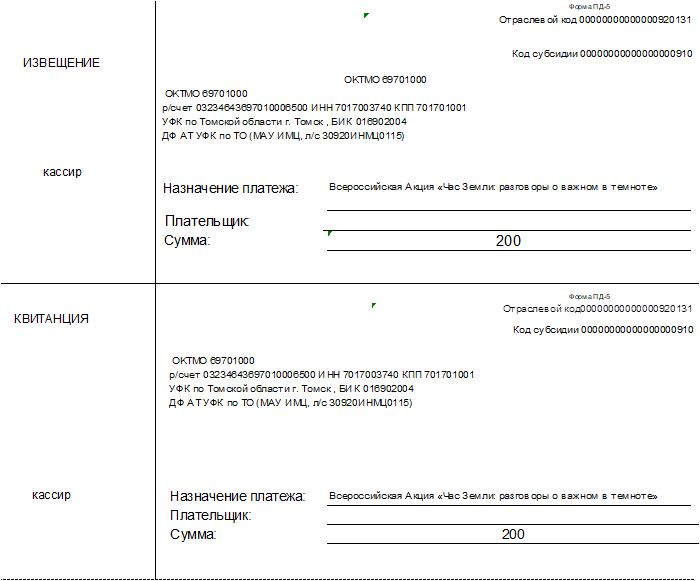 Форма ПД-5
Отраслевой код 00000000000000920131
Код субсидии 00000000000000000910
ИЗВЕЩЕНИЕ
ОКТМО 69701000
ОКТМО 69701000
р/счет 03234643697010006500 ИНН 7017003740 КПП 701701001
УФК по Томской области г. Томск , БИК 016902004
ДФ АТ УФК по ТО (МАУ ИМЦ, л/с 30920ИНМЦ0115)
кассир
Назначение платежа: Всероссийская Акция «Час Земли: разговоры о важном в темноте»
Плательщик:
Сумма: 200
Форма ПД-5
Отраслевой код00000000000000920131
КВИТАНЦИЯ
Код субсидии 00000000000000000910
ОКТМО 69701000
р/счет 03234643697010006500 ИНН 7017003740 КПП 701701001
УФК по Томской области г. Томск , БИК 016902004
ДФ АТ УФК по ТО (МАУ ИМЦ, л/с 30920ИНМЦ0115)
кассир
Назначение платежа: Всероссийская Акция «Час Земли: разговоры о важном в темноте»
Плательщик:
Сумма: 200